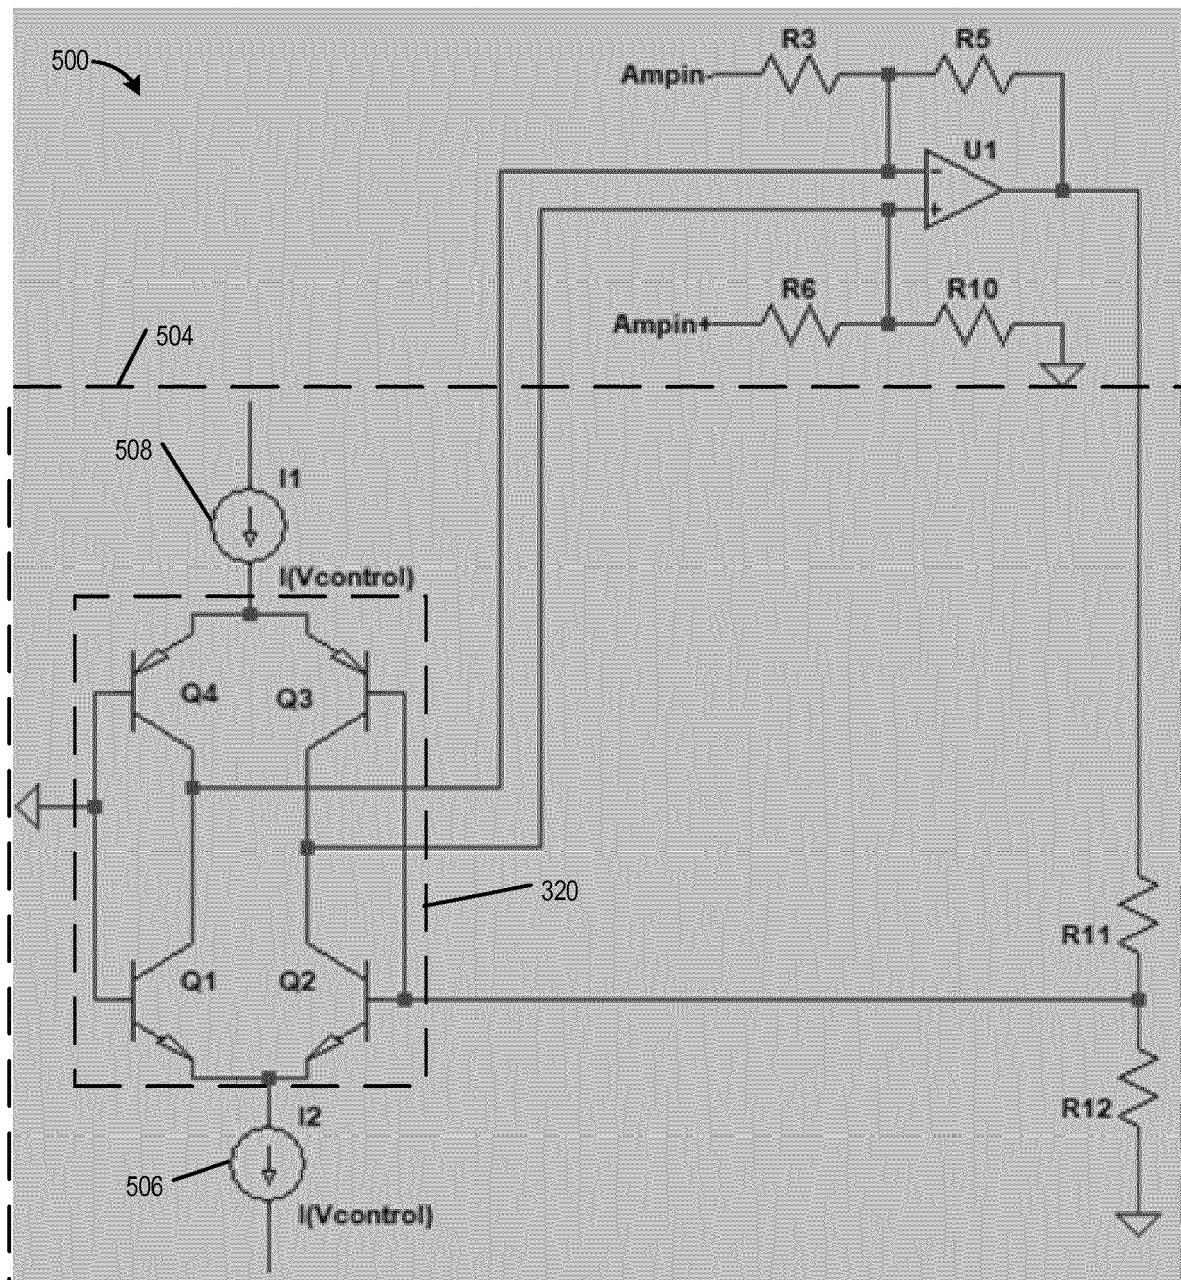 500
R3
R5
Ampin-
U1
-
+
R6
R10
Ampin+
504
508
I1
I(Vcontrol)
Q4
Q3
320
R11
Q1
Q2
R12
I2
506
I(Vcontrol)